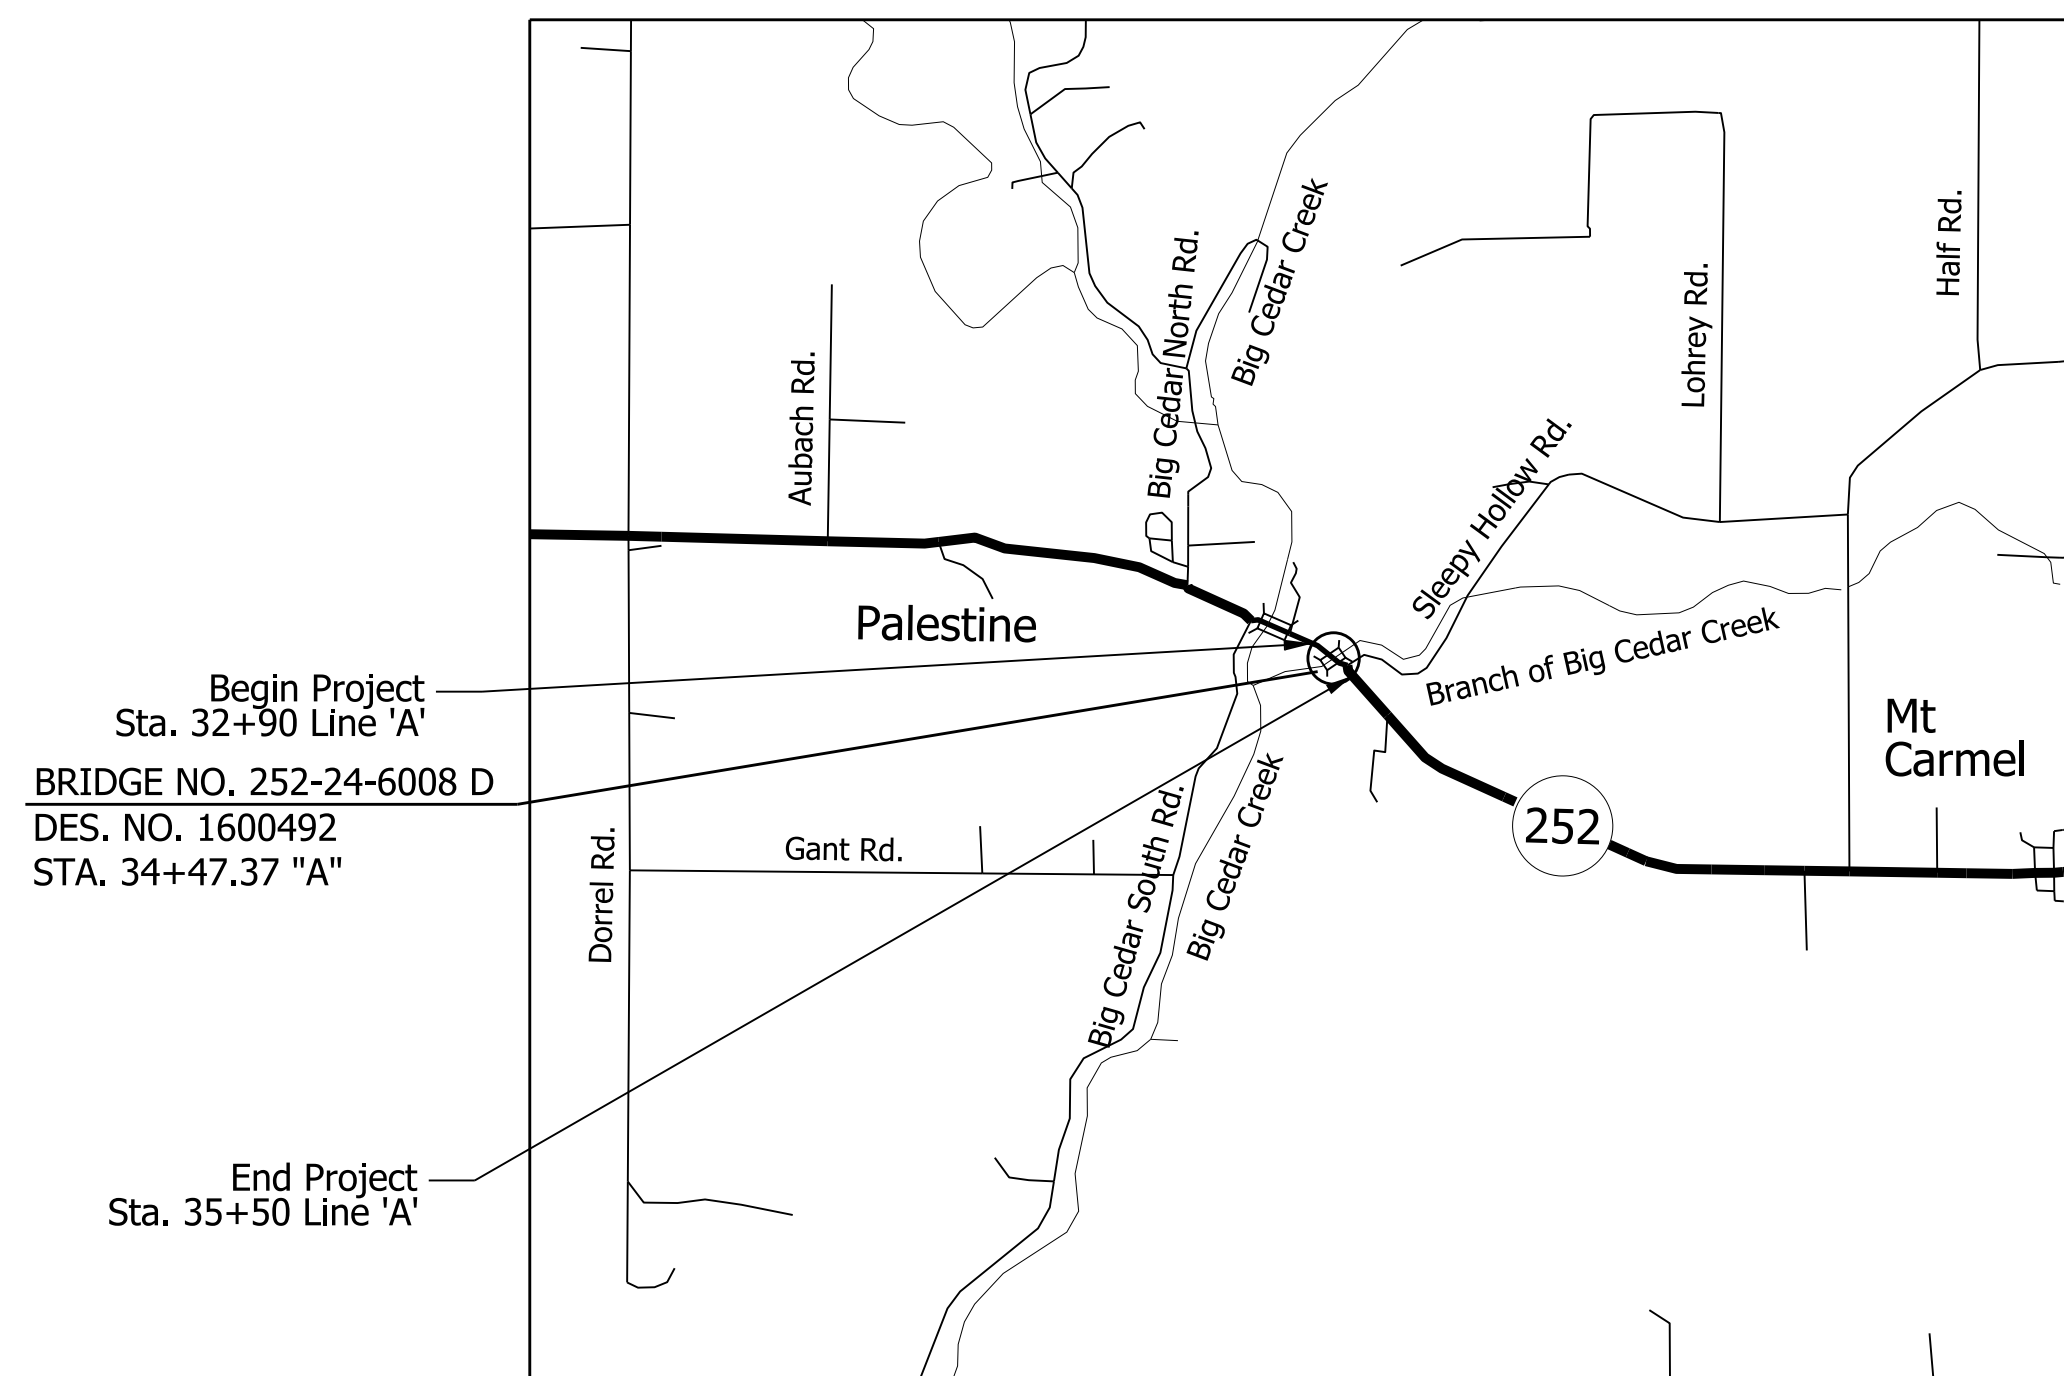 Big Cedar North Rd.
Big Cedar Creek
Half Rd.
Lohrey Rd.
Aubach Rd.
Sleepy Hollow Rd.
Palestine
Branch of Big Cedar Creek
Begin Project
Sta. 32+90 Line 'A'
Mt
Carmel
BRIDGE NO. 252-24-6008 D
DES. NO. 1600492
STA. 34+47.37 "A"
252
Gant Rd.
Dorrel Rd.
Big Cedar South Rd.
Big Cedar Creek
End Project
Sta. 35+50 Line 'A'